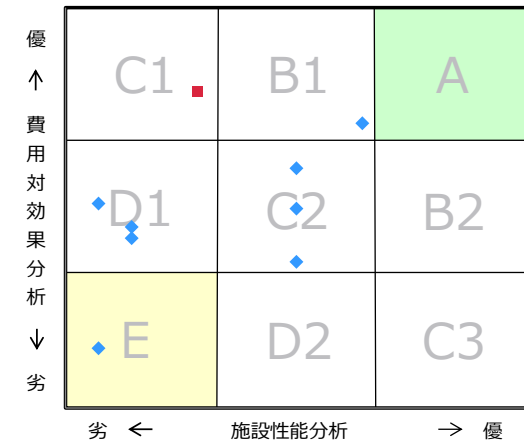 優
↑
費用対効果分析
↓
劣
C1 B1 A
D1 C2 B2
E D2 C3
劣 ← 施設性能分析 → 優